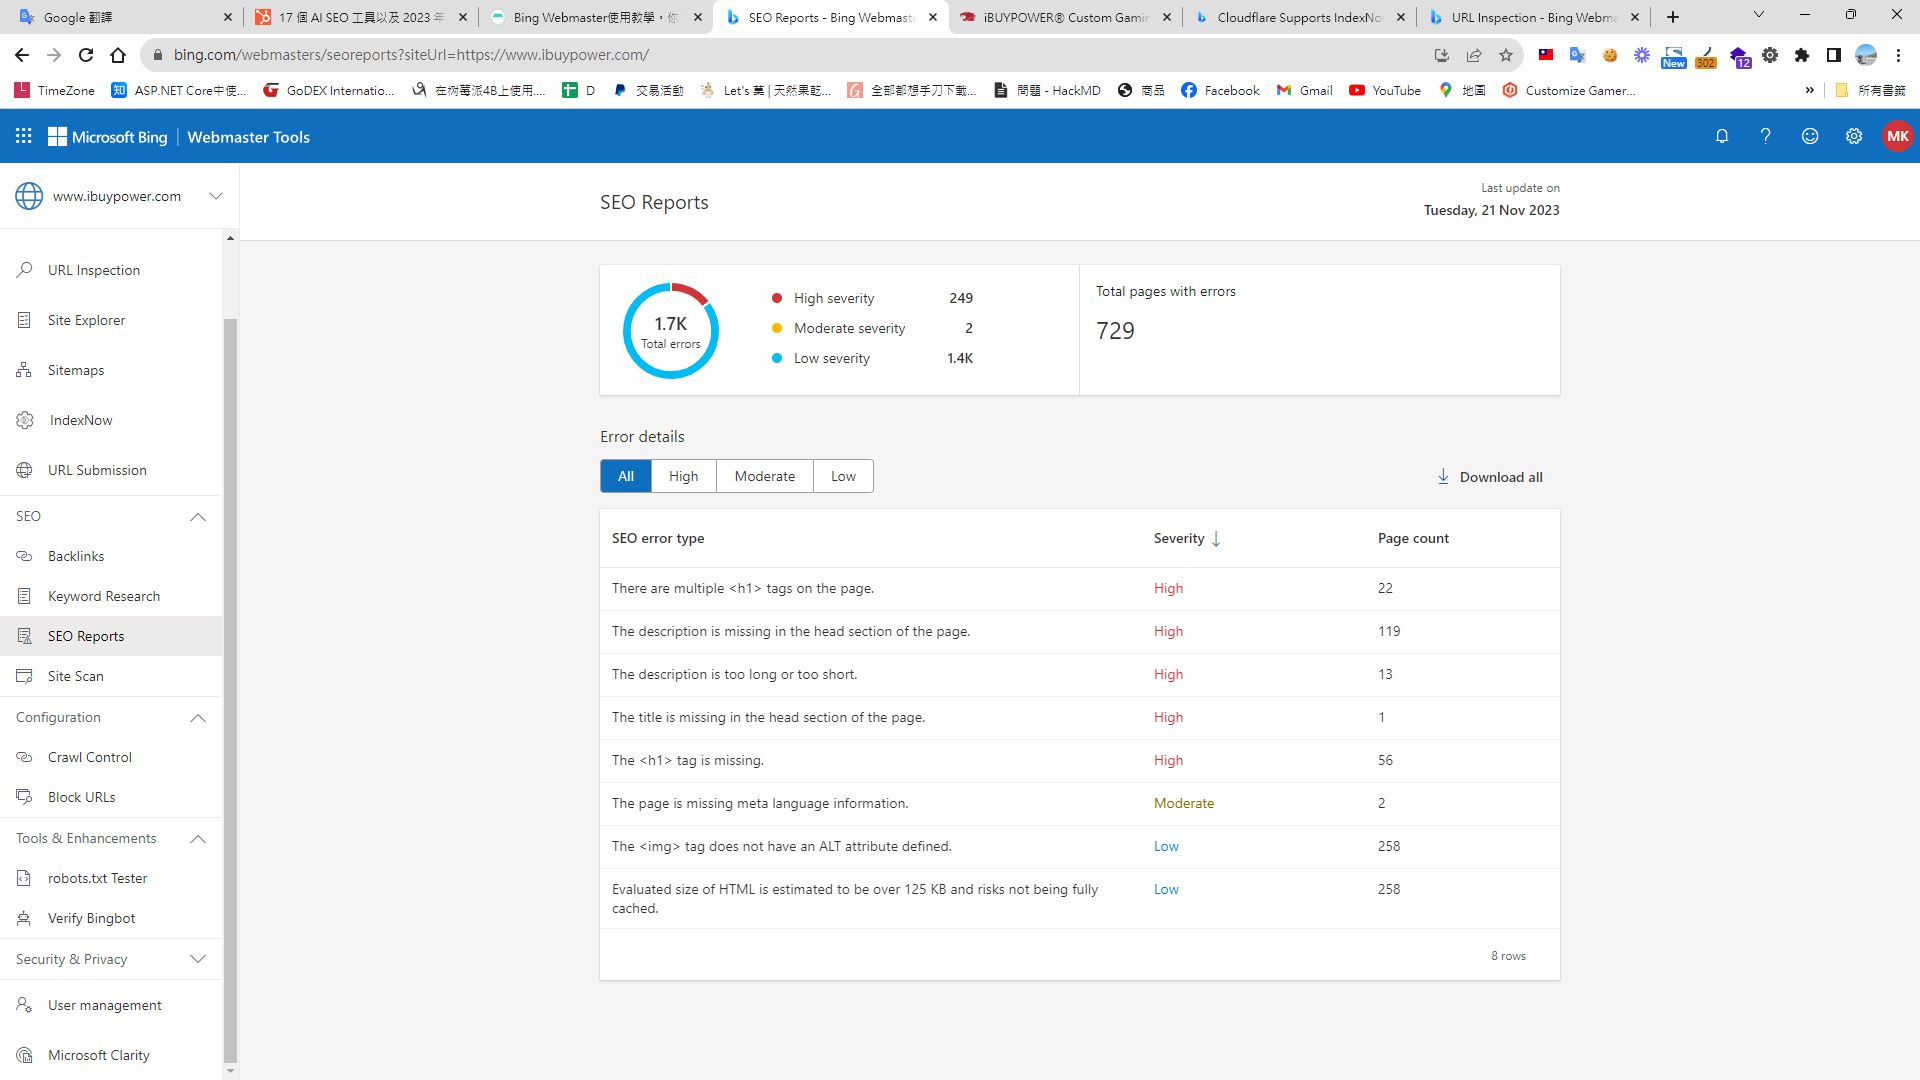 Google 翻譯
17 個 AI SEO 工具以及 2023 年
Bing Webmaster使用教學。你
SEO Reports - Bing Webmaste
iBUYPOWER® Custom Gamin
Cloudflare Supports IndexNo
URL Inspection - Bing Webma
bing.com/webmasters/seoreports?siteUrl=https://www.ibuypower.com/
New
302
12
TimeZone
知
ASP.NET Core中使...
GoDEX Internatio...
在树莓派4B上使用....
D
交易活動
Let's 菓 | 天然果乾...
全部都想手刀下載...
問題 - HackMD
商品
Facebook
Gmail
YouTube
地圖
Customize Gamer...
»
所有書籤
Microsoft Bing
Webmaster Tools
MK
www.ibuypower.com
SEO Reports
Last update on
Tuesday, 21 Nov 2023
URL Inspection
Site Explorer
Sitemaps
IndexNow
URL Submission
SEO
Backlinks
Keyword Research
SEO Reports
Site Scan
Configuration
Crawl Control
Block URLs
Tools & Enhancements
robots.txt Tester
Verify Bingbot
Security & Privacy
User management
Microsoft Clarity
1.7K
Total errors
High severity 249
Moderate severity 2
Low severity 1.4K
Total pages with errors
729
Error details
All High Moderate Low
Download all
SEO error type Severity Page count
There are multiple <h1> tags on the page. High 22
The description is missing in the head section of the page. High 119
The description is too long or too short. High 13
The title is missing in the head section of the page. High 1
The <h1> tag is missing. High 56
The page is missing meta language information. Moderate 2
The <img> tag does not have an ALT attribute defined. Low 258
Evaluated size of HTML is estimated to be over 125 KB and risks not being fully Low 258
cached.
8 rows